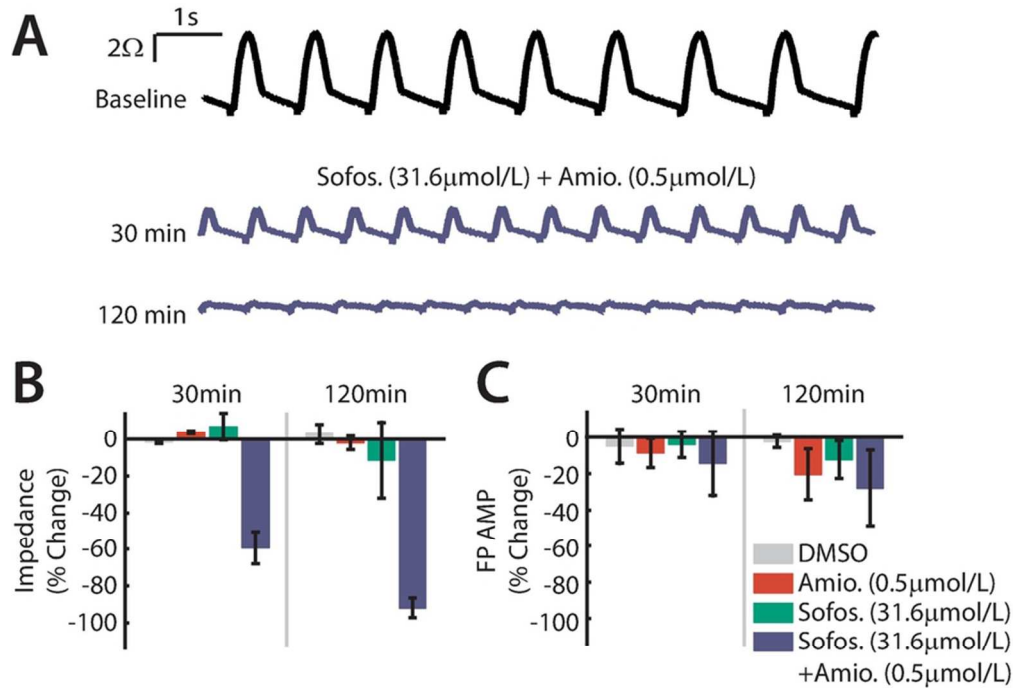 A
1s
2Ω
Baseline
Sofos. (31.6μmol/L) + Amio. (0.5μmol/L)
30 min
120 min
B
30min
120min
Impedance
(% Change)
0
-20
-40
-60
-80
-100
C
30min
120min
FP AMP
(% Change)
0
-20
-40
-60
-80
-100
DMSO
Amio. (0.5μmol/L)
Sofos. (31.6μmol/L)
Sofos. (31.6μmol/L)
+Amio. (0.5μmol/L)